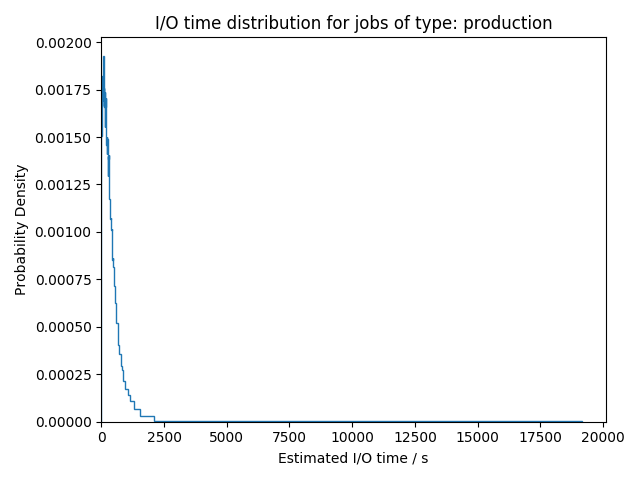 I/O time distribution for jobs of type: production
0.00200
0.00175
0.00150
0.00125
0.00100
0.00075
0.00050
0.00025
0.00000
Probability Density
0 2500 5000 7500 10000 12500 15000 17500 20000
Estimated I/O time / s